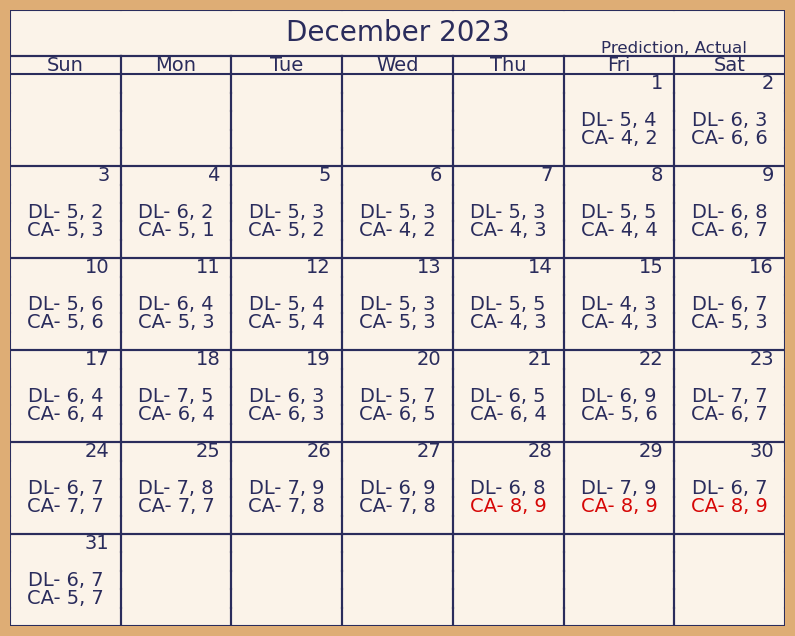 December 2023
Prediction, Actual
Sun Mon Tue Wed Thu Fri Sat
1 2
DL- 5, 4 DL- 6, 3
CA- 4, 2 CA- 6, 6
3 4 5 6 7 8 9
DL- 5, 2 DL- 6, 2 DL- 5, 3 DL- 5, 3 DL- 5, 3 DL- 5, 5 DL- 6, 8
CA- 5, 3 CA- 5, 1 CA- 5, 2 CA- 4, 2 CA- 4, 3 CA- 4, 4 CA- 6, 7
10 11 12 13 14 15 16
DL- 5, 6 DL- 6, 4 DL- 5, 4 DL- 5, 3 DL- 5, 5 DL- 4, 3 DL- 6, 7
CA- 5, 6 CA- 5, 3 CA- 5, 4 CA- 5, 3 CA- 4, 3 CA- 4, 3 CA- 5, 3
17 18 19 20 21 22 23
DL- 6, 4 DL- 7, 5 DL- 6, 3 DL- 5, 7 DL- 6, 5 DL- 6, 9 DL- 7, 7
CA- 6, 4 CA- 6, 4 CA- 6, 3 CA- 6, 5 CA- 6, 4 CA- 5, 6 CA- 6, 7
24 25 26 27 28 29 30
DL- 6, 7 DL- 7, 8 DL- 7, 9 DL- 6, 9 DL- 6, 8 DL- 7, 9 DL- 6, 7
CA- 7, 7 CA- 7, 7 CA- 7, 8 CA- 7, 8 CA- 8, 9 CA- 8, 9 CA- 8, 9
31
DL- 6, 7
CA- 5, 7